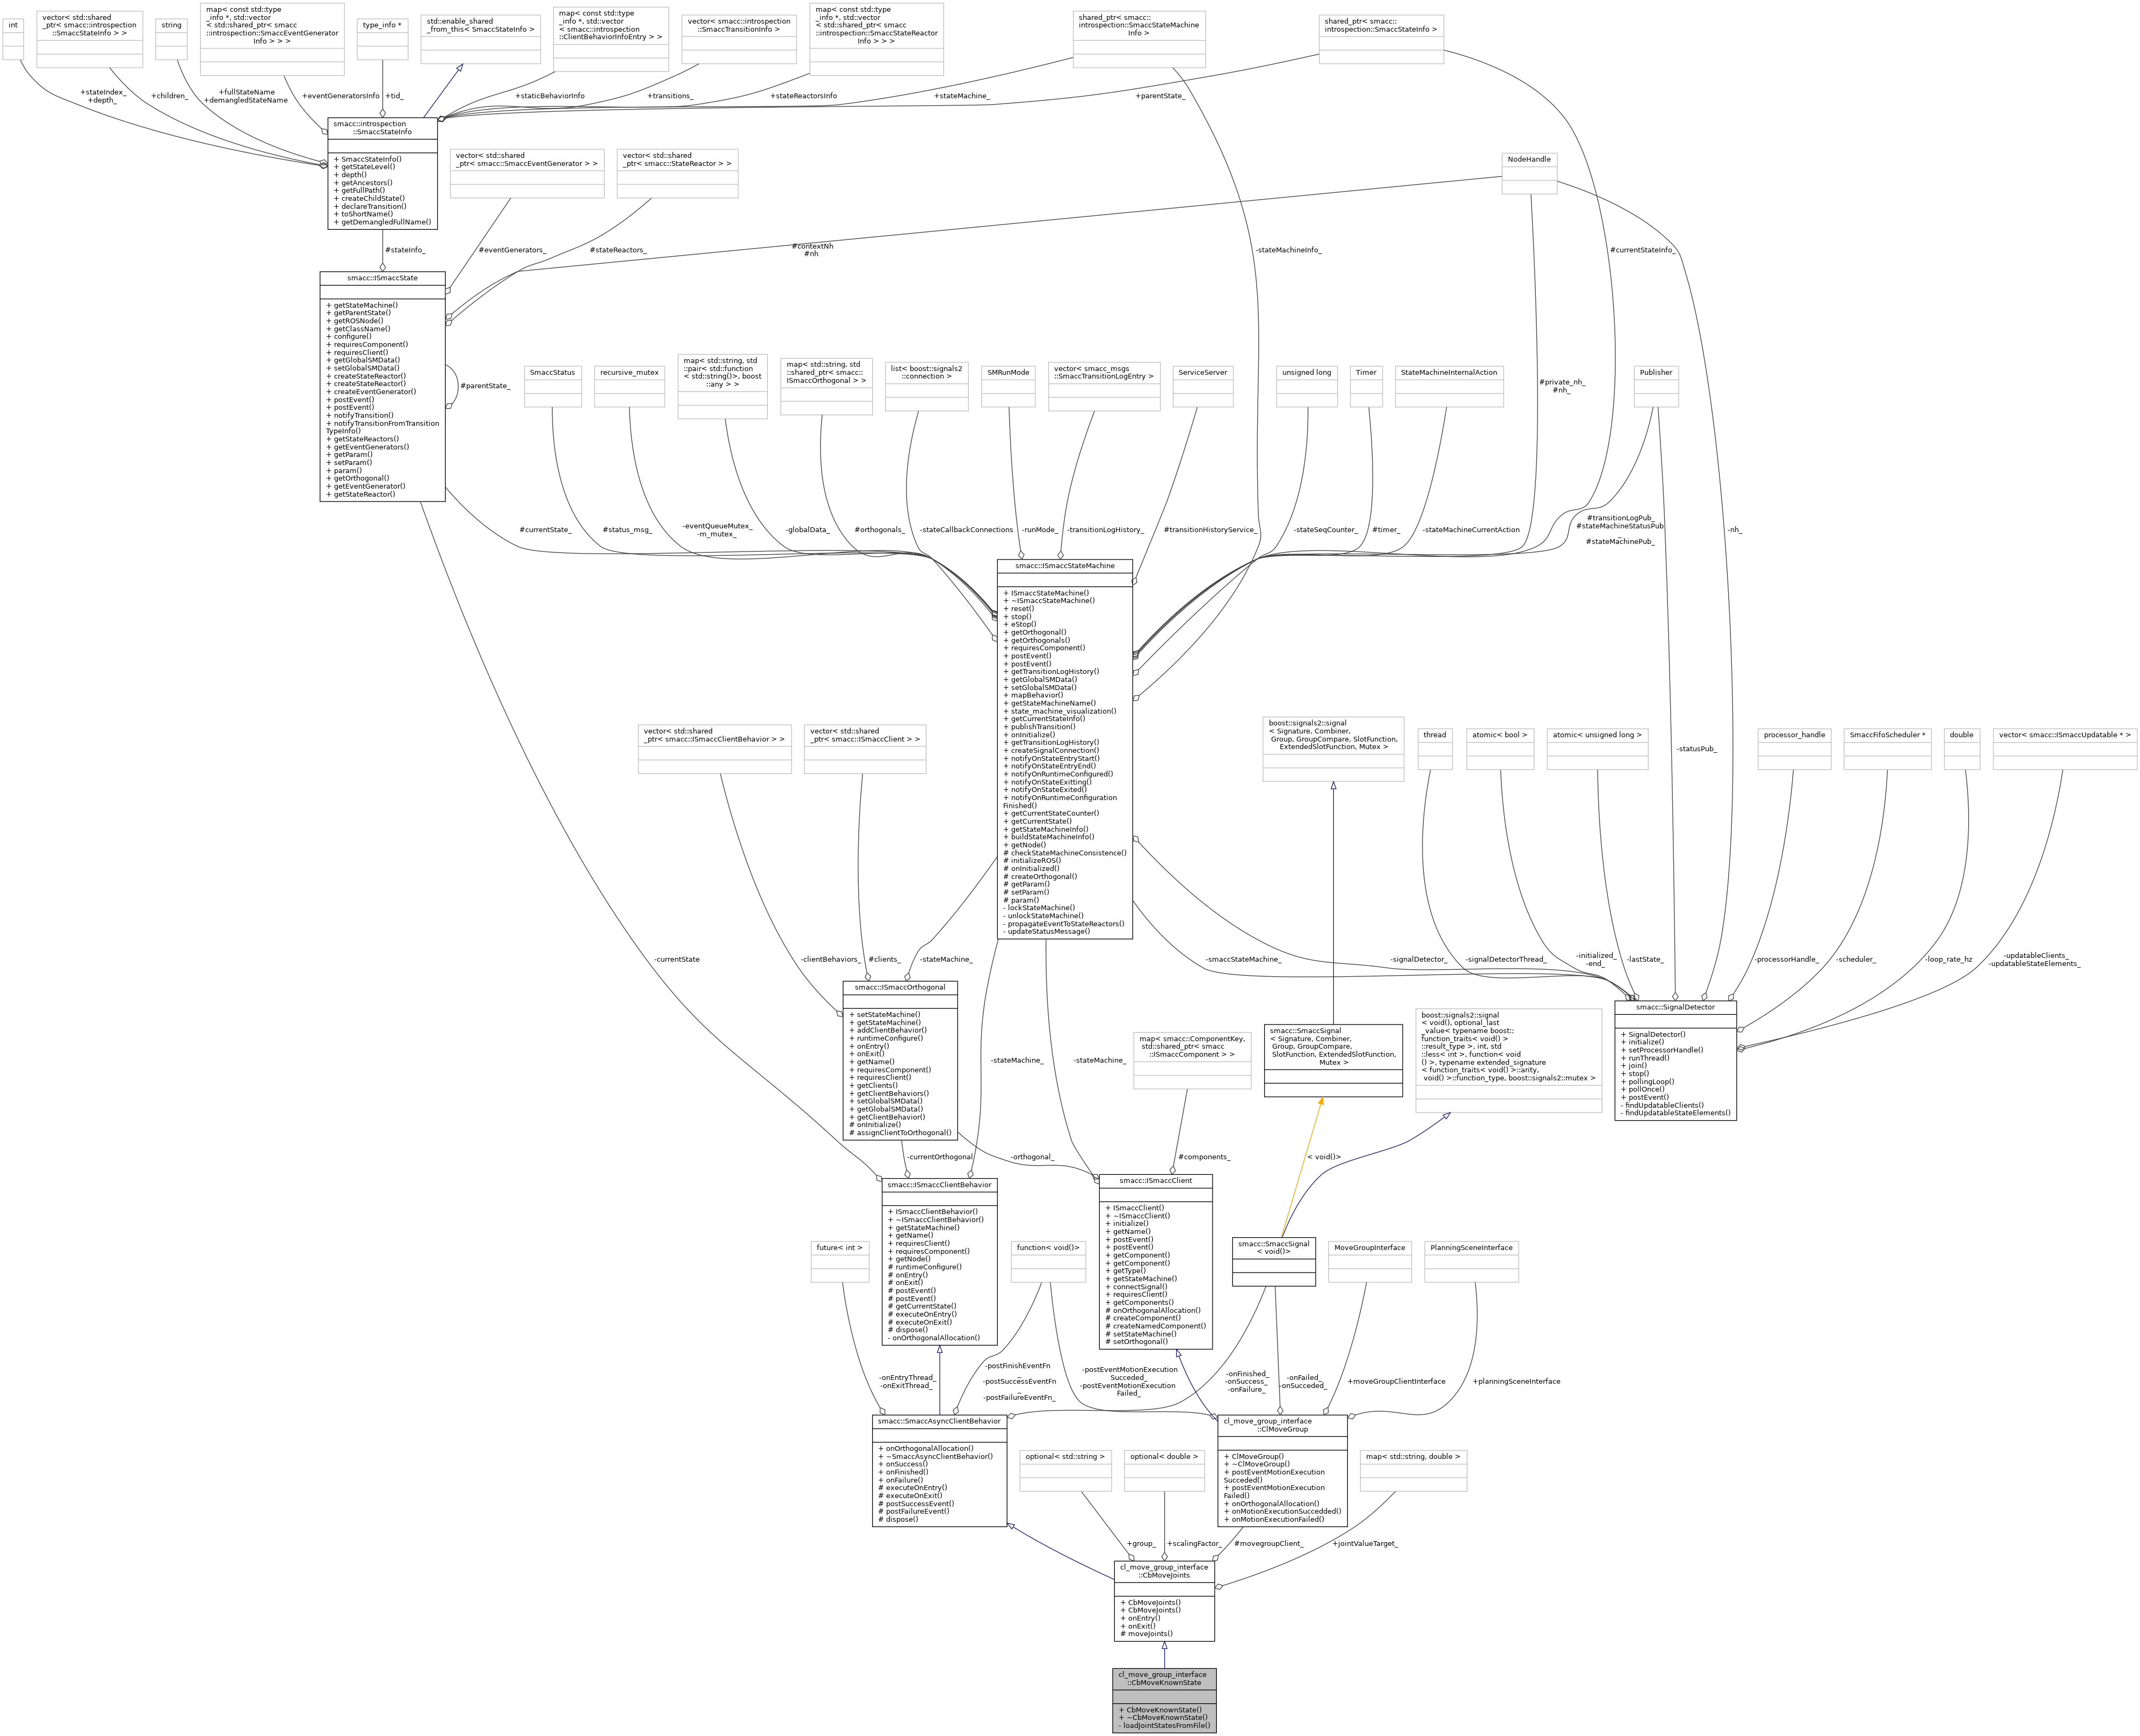 int
vector< std::shared
_ptr< smacc::introspection
::SmaccStateInfo > >
string
map< const std::type
_info *, std::vector
< std::shared_ptr< smacc
::introspection::SmaccEventGenerator
Info > > >
type_info *
std::enable_shared
_from_this< SmaccStateInfo >
map< const std::type
_info *, std::vector
< smacc::introspection
::ClientBehaviorInfoEntry > >
vector< smacc::introspection
::SmaccTransitionInfo >
map< const std::type
_info *, std::vector
< std::shared_ptr< smacc
::introspection::SmaccStateReactor
Info > > >
shared_ptr< smacc::
introspection::SmaccStateMachine
Info >
shared_ptr< smacc::
introspection::SmaccStateInfo >
+stateIndex_
+depth_
+children_
+fullStateName
+demangledStateName
+eventGeneratorsInfo
+tid_
+staticBehaviorInfo
+transitions_
+stateReactorsInfo
+stateMachine_
+parentState_
smacc::introspection
::SmaccStateInfo
+ SmaccStateInfo()
+ getStateLevel()
+ depth()
+ getAncestors()
+ getFullPath()
+ createChildState()
+ declareTransition()
+ toShortName()
+ getDemangledFullName()
vector< std::shared
_ptr< smacc::SmaccEventGenerator > >
vector< std::shared
_ptr< smacc::StateReactor > >
NodeHandle
#stateInfo_
#eventGenerators_
#stateReactors_
#contextNh
#nh
-stateMachineInfo_
#currentStateInfo_
smacc::ISmaccState
+ getStateMachine()
+ getParentState()
+ getROSNode()
+ getClassName()
+ configure()
+ requiresComponent()
+ requiresClient()
+ getGlobalSMData()
+ setGlobalSMData()
+ createStateReactor()
+ createStateReactor()
+ createEventGenerator()
+ postEvent()
+ postEvent()
+ notifyTransition()
+ notifyTransitionFromTransition
TypeInfo()
+ getStateReactors()
+ getEventGenerators()
+ getParam()
+ setParam()
+ param()
+ getOrthogonal()
+ getEventGenerator()
+ getStateReactor()
#parentState_
SmaccStatus
recursive_mutex
map< std::string, std
::pair< std::function
< std::string()>, boost
::any > >
map< std::string, std
::shared_ptr< smacc::
ISmaccOrthogonal > >
list< boost::signals2
::connection >
SMRunMode
vector< smacc_msgs
::SmaccTransitionLogEntry >
ServiceServer
unsigned long
Timer
StateMachineInternalAction
#private_nh_
#nh_
Publisher
#currentState_
#status_msg_
-eventQueueMutex_
-m_mutex_
-globalData_
#orthogonals_
-stateCallbackConnections
-runMode_
-transitionLogHistory_
#transitionHistoryService_
-stateSeqCounter_
#timer_
-stateMachineCurrentAction
#transitionLogPub_
#stateMachineStatusPub
_
#stateMachinePub_
-nh_
smacc::ISmaccStateMachine
+ ISmaccStateMachine()
+ ~ISmaccStateMachine()
+ reset()
+ stop()
+ eStop()
+ getOrthogonal()
+ getOrthogonals()
+ requiresComponent()
+ postEvent()
+ postEvent()
+ getTransitionLogHistory()
+ getGlobalSMData()
+ setGlobalSMData()
+ mapBehavior()
+ getStateMachineName()
+ state_machine_visualization()
+ getCurrentStateInfo()
+ publishTransition()
+ onInitialize()
+ getTransitionLogHistory()
+ createSignalConnection()
+ notifyOnStateEntryStart()
+ notifyOnStateEntryEnd()
+ notifyOnRuntimeConfigured()
+ notifyOnStateExitting()
+ notifyOnStateExited()
+ notifyOnRuntimeConfiguration
Finished()
+ getCurrentStateCounter()
+ getCurrentState()
+ getStateMachineInfo()
+ buildStateMachineInfo()
+ getNode()
# checkStateMachineConsistence()
# initializeROS()
# onInitialized()
# createOrthogonal()
# getParam()
# setParam()
# param()
- lockStateMachine()
- unlockStateMachine()
- propagateEventToStateReactors()
- updateStatusMessage()
vector< std::shared
_ptr< smacc::ISmaccClientBehavior > >
vector< std::shared
_ptr< smacc::ISmaccClient > >
boost::signals2::signal
< Signature, Combiner,
Group, GroupCompare, SlotFunction,
ExtendedSlotFunction, Mutex >
thread
atomic< bool >
atomic< unsigned long >
-statusPub_
processor_handle
SmaccFifoScheduler *
double
vector< smacc::ISmaccUpdatable * >
-currentState
-clientBehaviors_
#clients_
-stateMachine_
-smaccStateMachine_
-signalDetector_
-signalDetectorThread_
-initialized_
-end_
-lastState_
-processorHandle_
-scheduler_
-loop_rate_hz
-updatableClients_
-updatableStateElements_
smacc::ISmaccOrthogonal
+ setStateMachine()
+ getStateMachine()
+ addClientBehavior()
+ runtimeConfigure()
+ onEntry()
+ onExit()
+ getName()
+ requiresComponent()
+ requiresClient()
+ getClients()
+ getClientBehaviors()
+ setGlobalSMData()
+ getGlobalSMData()
+ getClientBehavior()
# onInitialize()
# assignClientToOrthogonal()
-stateMachine_
-stateMachine_
map< smacc::ComponentKey,
std::shared_ptr< smacc
::ISmaccComponent > >
smacc::SmaccSignal
< Signature, Combiner,
Group, GroupCompare,
SlotFunction, ExtendedSlotFunction,
Mutex >
boost::signals2::signal
< void(), optional_last
_value< typename boost::
function_traits< void() >
::result_type >, int, std
::less< int >, function< void
() >, typename extended_signature
< function_traits< void() >::arity,
void() >::function_type, boost::signals2::mutex >
smacc::SignalDetector
+ SignalDetector()
+ initialize()
+ setProcessorHandle()
+ runThread()
+ join()
+ stop()
+ pollingLoop()
+ pollOnce()
+ postEvent()
- findUpdatableClients()
- findUpdatableStateElements()
-currentOrthogonal
-orthogonal_
#components_
< void()>
smacc::ISmaccClientBehavior
+ ISmaccClientBehavior()
+ ~ISmaccClientBehavior()
+ getStateMachine()
+ getName()
+ requiresClient()
+ requiresComponent()
+ getNode()
# runtimeConfigure()
# onEntry()
# onExit()
# postEvent()
# postEvent()
# getCurrentState()
# executeOnEntry()
# executeOnExit()
# dispose()
- onOrthogonalAllocation()
smacc::ISmaccClient
+ ISmaccClient()
+ ~ISmaccClient()
+ initialize()
+ getName()
+ postEvent()
+ postEvent()
+ getComponent()
+ getComponent()
+ getType()
+ getStateMachine()
+ connectSignal()
+ requiresClient()
+ getComponents()
# onOrthogonalAllocation()
# createComponent()
# createNamedComponent()
# setStateMachine()
# setOrthogonal()
future< int >
function< void()>
smacc::SmaccSignal
< void()>
MoveGroupInterface
PlanningSceneInterface
-onEntryThread_
-onExitThread_
-postFinishEventFn
_
-postSuccessEventFn
_
-postFailureEventFn_
-postEventMotionExecution
Succeded_
-postEventMotionExecution
Failed_
-onFinished_
-onSuccess_
-onFailure_
-onFailed_
-onSucceded_
+moveGroupClientInterface
+planningSceneInterface
smacc::SmaccAsyncClientBehavior
+ onOrthogonalAllocation()
+ ~SmaccAsyncClientBehavior()
+ onSuccess()
+ onFinished()
+ onFailure()
# executeOnEntry()
# executeOnExit()
# postSuccessEvent()
# postFailureEvent()
# dispose()
optional< std::string >
optional< double >
cl_move_group_interface
::ClMoveGroup
+ ClMoveGroup()
+ ~ClMoveGroup()
+ postEventMotionExecution
Succeded()
+ postEventMotionExecution
Failed()
+ onOrthogonalAllocation()
+ onMotionExecutionSuccedded()
+ onMotionExecutionFailed()
map< std::string, double >
+group_
+scalingFactor_
#movegroupClient_
+jointValueTarget_
cl_move_group_interface
::CbMoveJoints
+ CbMoveJoints()
+ CbMoveJoints()
+ onEntry()
+ onExit()
# moveJoints()
cl_move_group_interface
::CbMoveKnownState
+ CbMoveKnownState()
+ ~CbMoveKnownState()
- loadJointStatesFromFile()